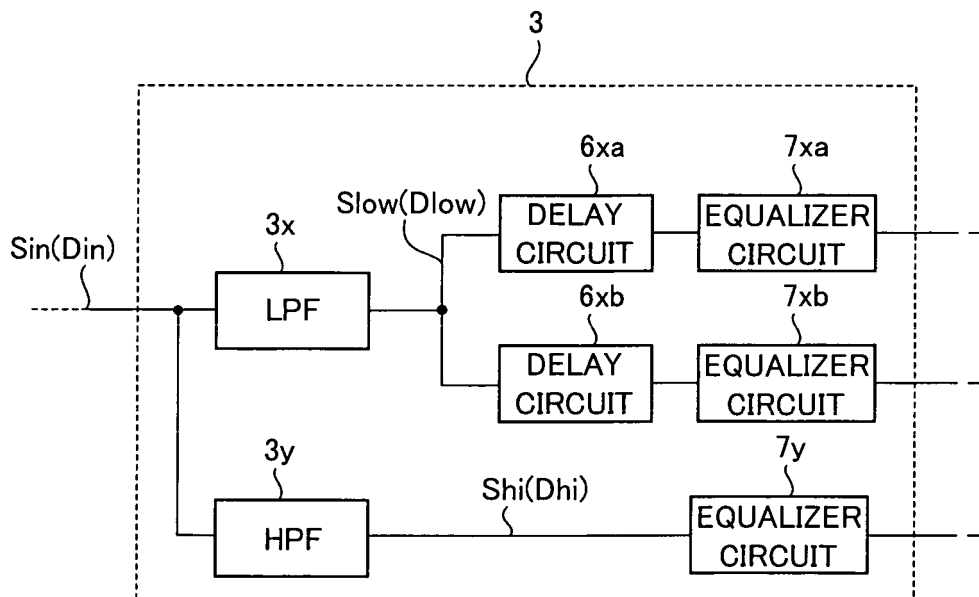 3
6xa
7xa
Slow(Dlow)
DELAY
CIRCUIT
EQUALIZER
CIRCUIT
Sin(Din)
3x
LPF
6xb
7xb
DELAY
CIRCUIT
EQUALIZER
CIRCUIT
3y
HPF
Shi(Dhi)
7y
EQUALIZER
CIRCUIT